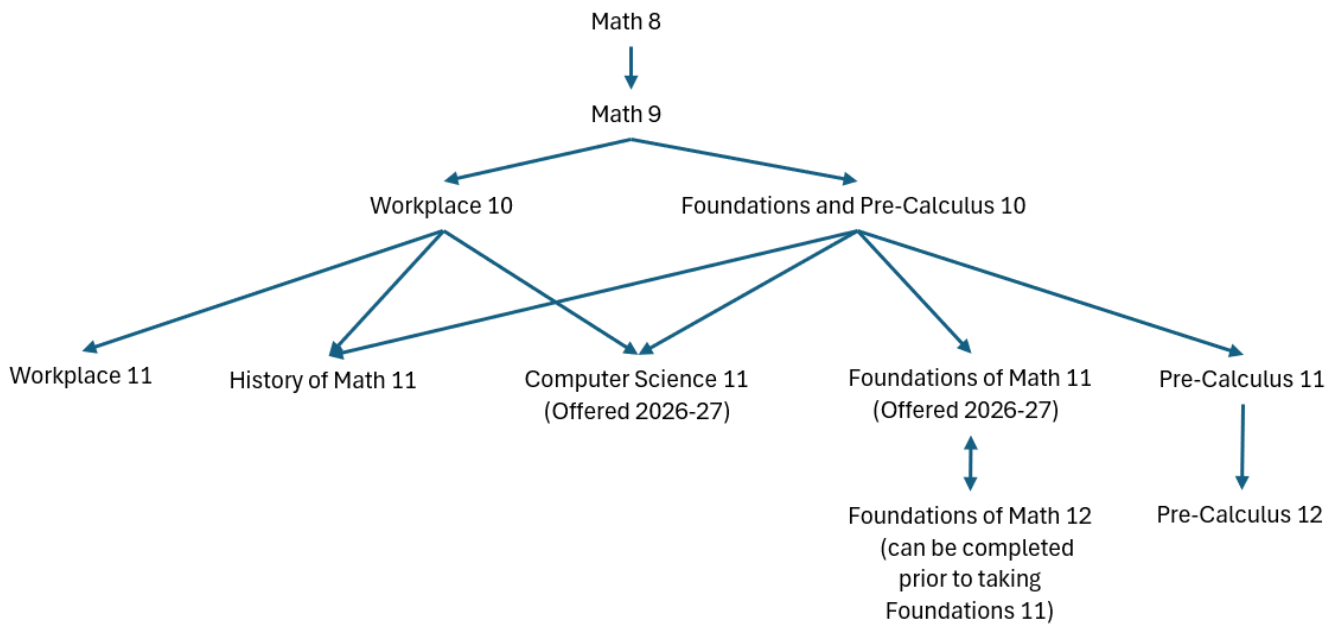 Math 8
Math 9
Workplace 10
Foundations and Pre-Calculus 10
Workplace 11
History of Math 11
Computer Science 11
(Offered 2026-27)
Foundations of Math 11
(Offered 2026-27)
Pre-Calculus 11
Foundations of Math 12
(can be completed
prior to taking
Foundations 11)
Pre-Calculus 12